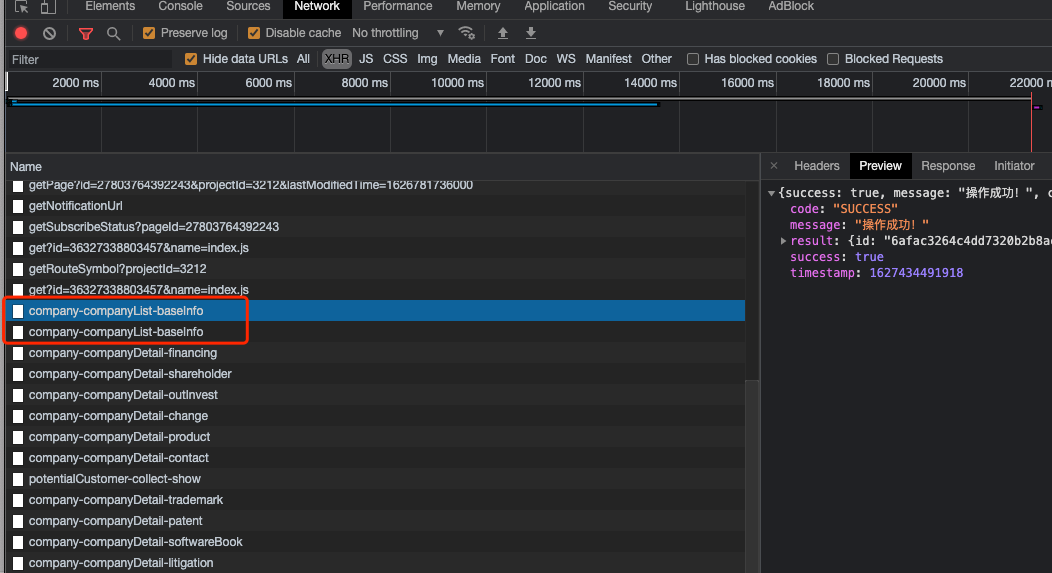 Elements Console Sources Network Performance Memory Application Security Lighthouse AdBlock
Preserve log Disable cache No throttling
Filter Hide data URLs All XHR JS CSS Img Media Font Doc WS Manifest Other Has blocked cookies Blocked Requests
2000 ms 4000 ms 6000 ms 8000 ms 10000 ms 12000 ms 14000 ms 16000 ms 18000 ms 20000 ms 22000 m
Name
getPage?id=27803764392243&projectId=3212&lastModifiedTime=1626781736000
getNotificationUrl
getSubscribeStatus?pageId=27803764392243
get?id=36327338803457&name=index.js
getRouteSymbol?projectId=3212
get?id=36327338803457&name=index.js
company-companyList-baseInfo
company-companyList-baseInfo
company-companyDetail-financing
company-companyDetail-shareholder
company-companyDetail-outInvest
company-companyDetail-change
company-companyDetail-product
company-companyDetail-contact
potentialCustomer-collect-show
company-companyDetail-trademark
company-companyDetail-patent
company-companyDetail-softwareBook
company-companyDetail-litigation
× Headers Preview Response Initiator
{success: true, message: "操作成功！", c
code: "SUCCESS"
message: "操作成功！"
result: {id: "6afac3264c4dd7320b2b8a
success: true
timestamp: 1627434491918